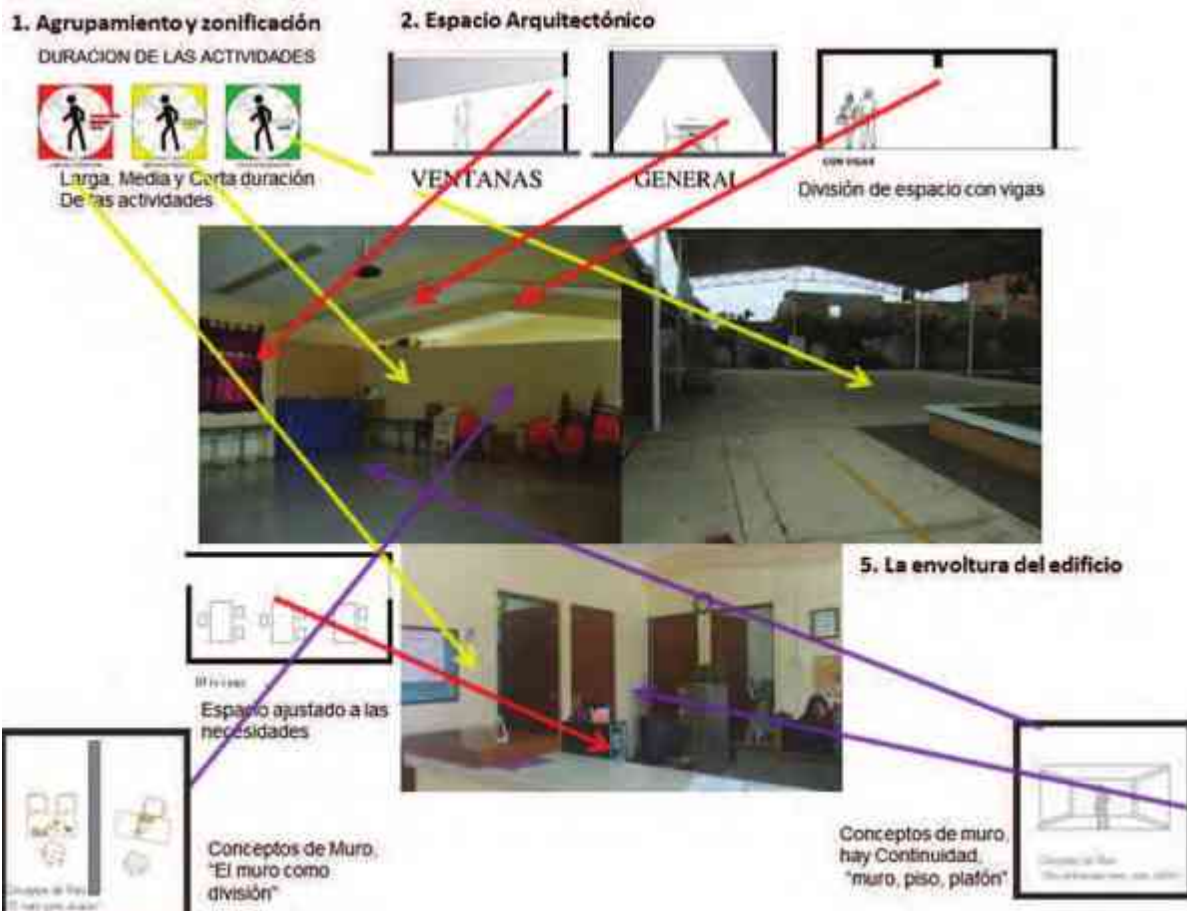 1. Agrupamiento y zonificación
DURACION DE LAS ACTIVIDADES
Larga, Media y Corta duración
De las actividades
2. Espacio Arquitectónico
VENTANAS
GENERAL
CON VIGAS
División de espacio con vigas
5. La envoltura del edificio
Espacio ajustado a las
necesidades
Conceptos de Muro,
"El muro como
división"
Conceptos de muro,
hay Continuidad,
"muro, piso, plafón"